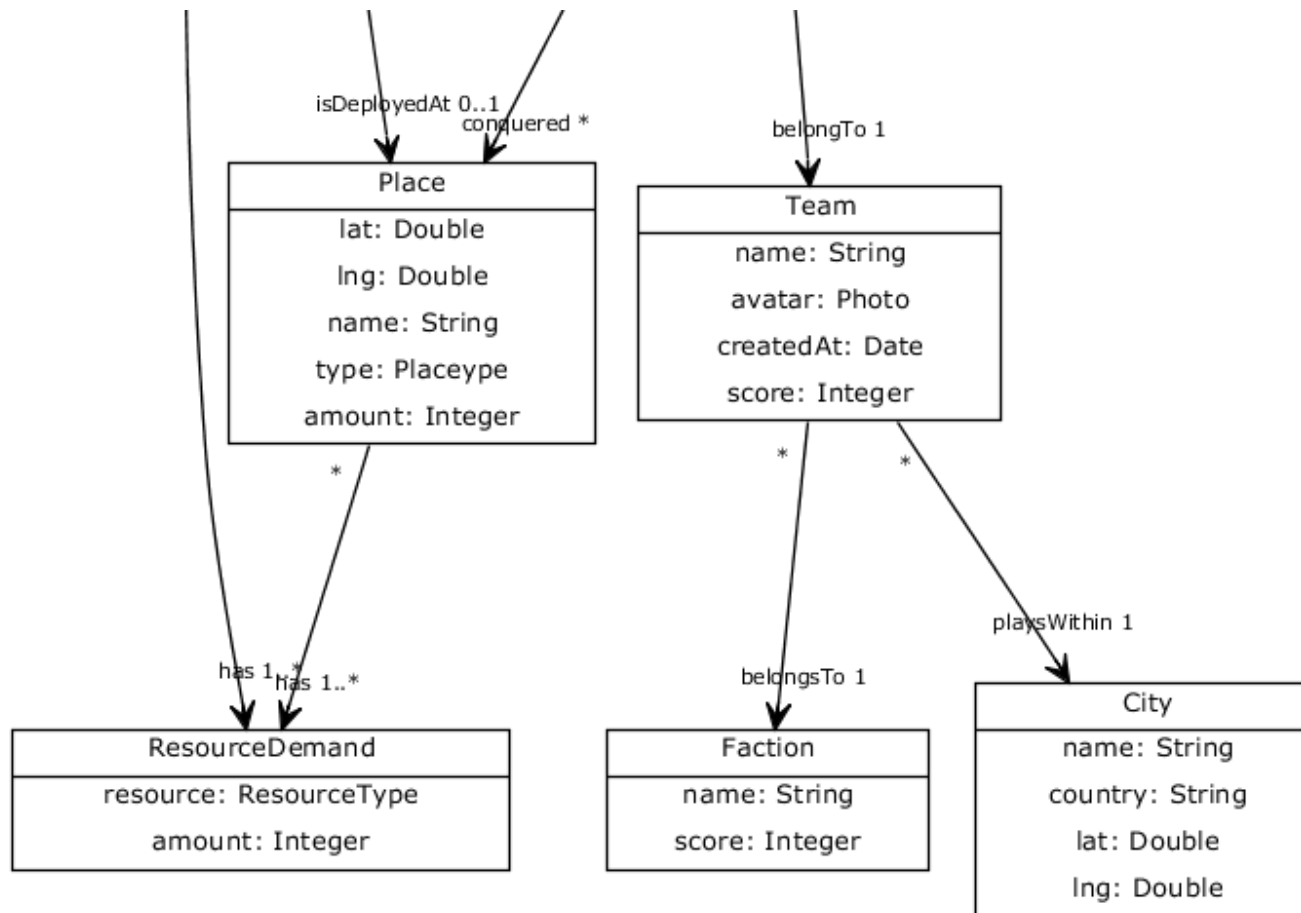 isDeployedAt 0..1
conquered *
belongTo 1
Place
lat: Double
lng: Double
name: String
type: Placeype
amount: Integer
*
Team
name: String
avatar: Photo
createdAt: Date
score: Integer
*
*
has 1..*
has 1..*
belongsTo 1
playsWithin 1
ResourceDemand
resource: ResourceType
amount: Integer
Faction
name: String
score: Integer
City
name: String
country: String
lat: Double
lng: Double